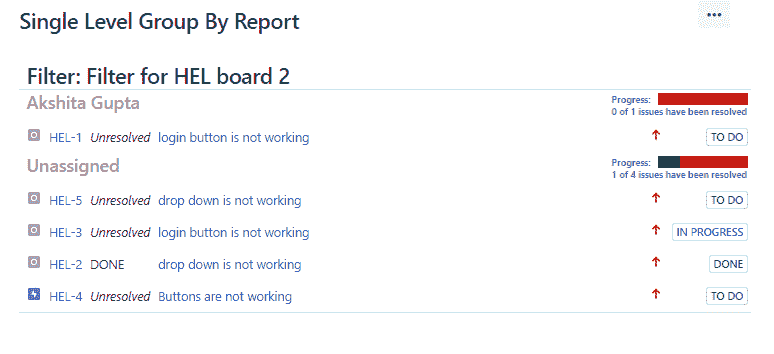 Single Level Group By Report
Filter: Filter for HEL board 2
Akshita Gupta
Progress:
0 of 1 issues have been resolved
HEL-1 Unresolved login button is not working TO DO
Unassigned
Progress:
1 of 4 issues have been resolved
HEL-5 Unresolved drop down is not working TO DO
HEL-3 Unresolved login button is not working IN PROGRESS
HEL-2 DONE drop down is not working DONE
HEL-4 Unresolved Buttons are not working TO DO